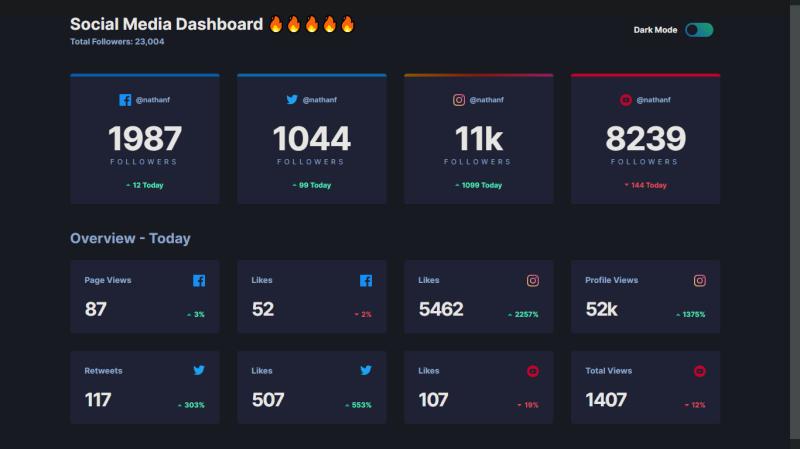 Social Media Dashboard 🔥🔥🔥🔥🔥
Total Followers: 23,004
Dark Mode
@nathanf
1987
FOLLOWERS
12 Today
@nathanf
1044
FOLLOWERS
99 Today
@nathanf
11k
FOLLOWERS
1099 Today
@nathanf
8239
FOLLOWERS
144 Today
Overview - Today
Page Views
87
3%
Likes
52
2%
Likes
5462
2257%
Profile Views
52k
1375%
Retweets
117
303%
Likes
507
553%
Likes
107
19%
Total Views
1407
12%